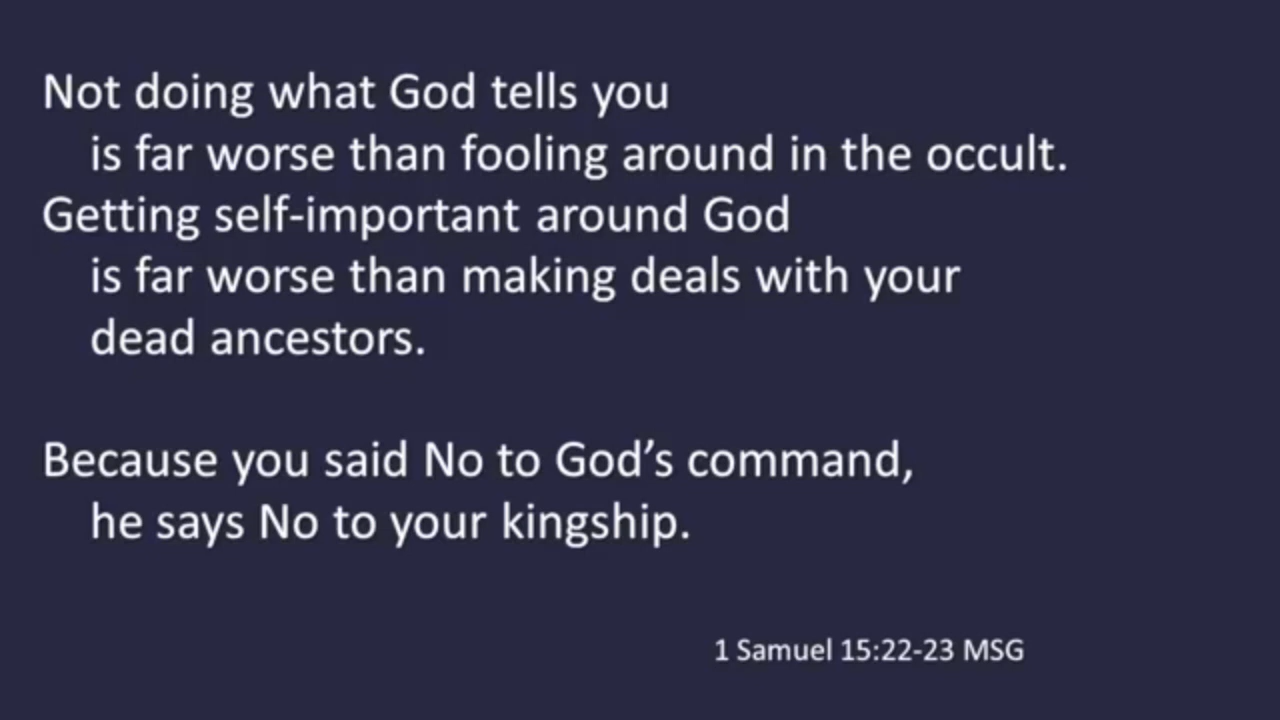 Not doing what God tells you
is far worse than fooling around in the occult.
Getting self-important around God
is far worse than making deals with your
dead ancestors.
Because you said No to God’s command,
he says No to your kingship.
1 Samuel 15:22-23 MSG